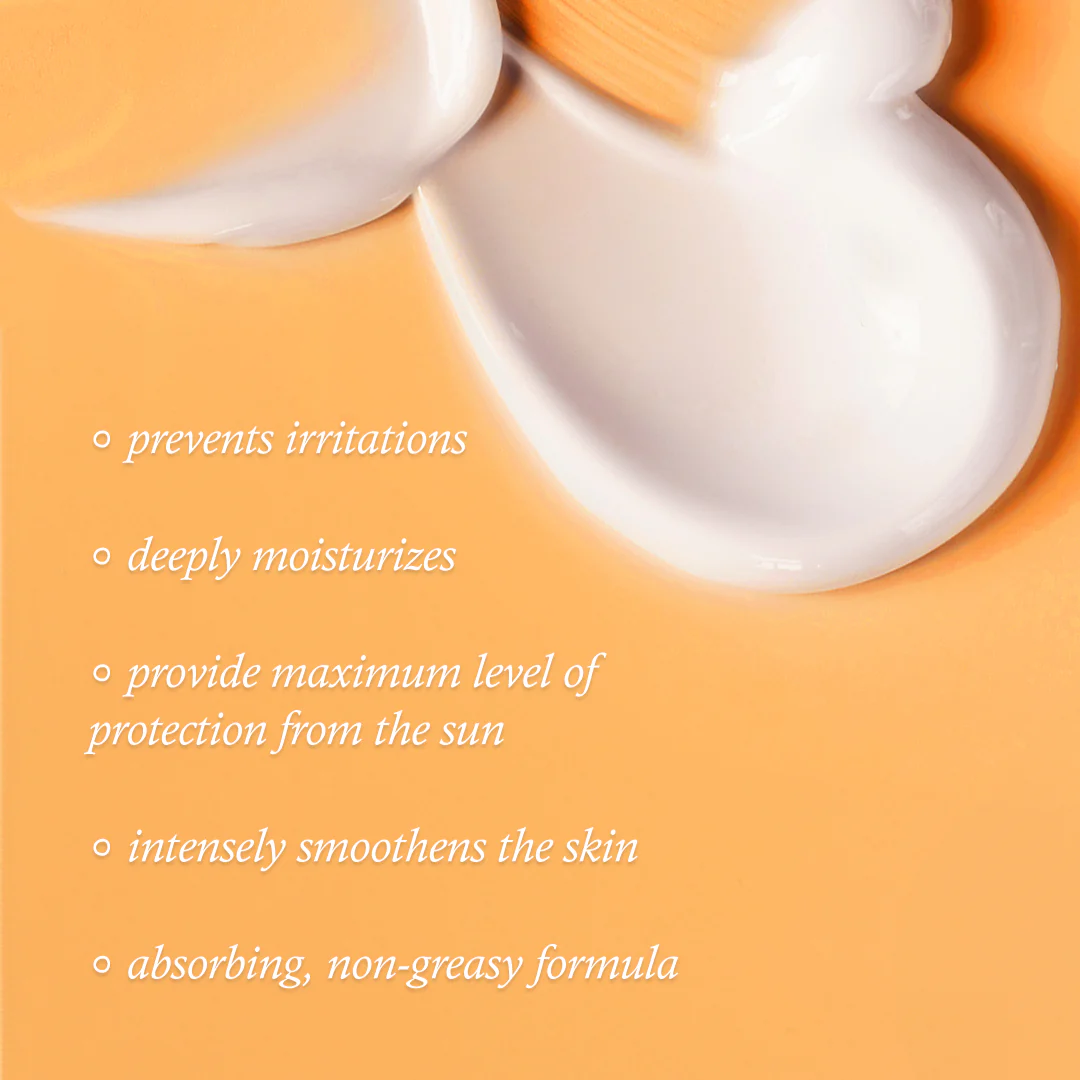 ○ prevents irritations
○ deeply moisturizes
○ provide maximum level of
protection from the sun
○ intensely smoothens the skin
○ absorbing, non-greasy formula